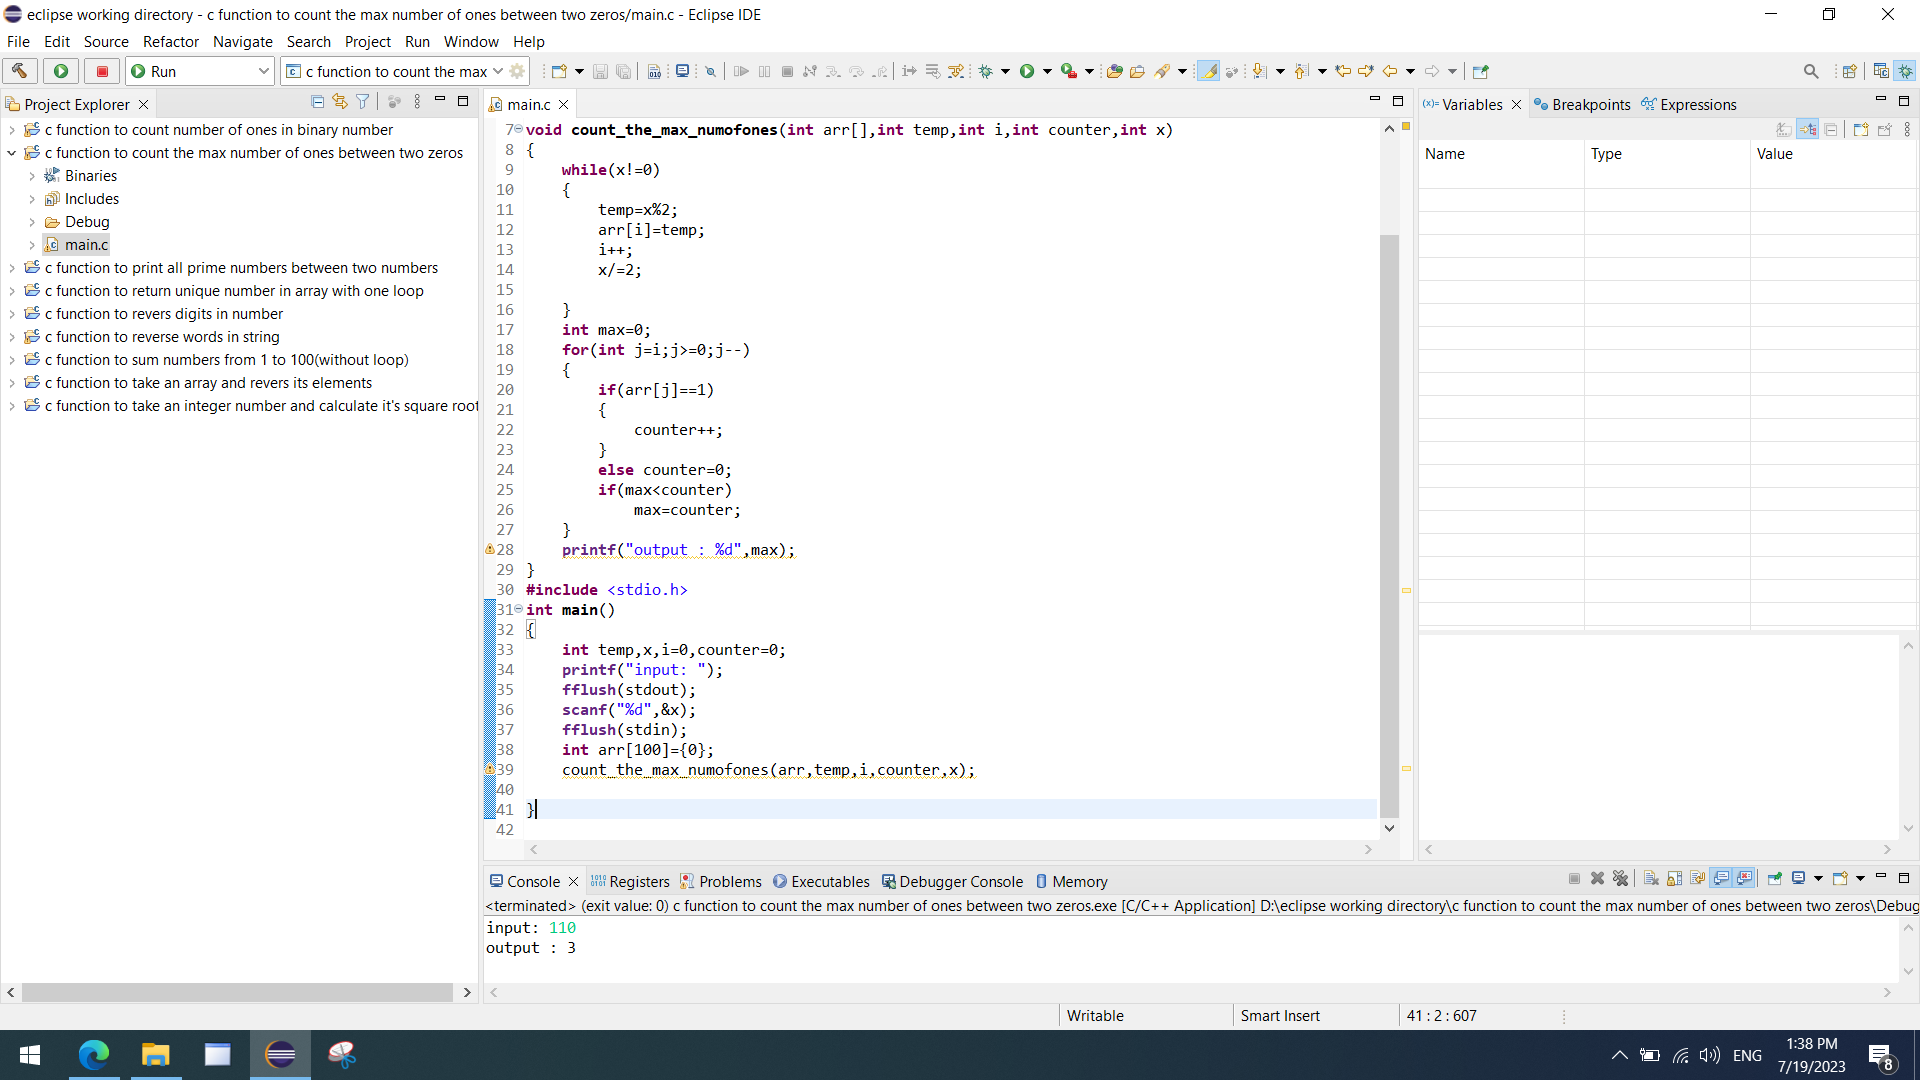 eclipse working directory - c function to count the max number of ones between two zeros/main.c - Eclipse IDE
File Edit Source Refactor Navigate Search Project Run Window Help
Run
c function to count the max
Project Explorer
c function to count number of ones in binary number
c function to count the max number of ones between two zeros
Binaries
Includes
Debug
main.c
c function to print all prime numbers between two numbers
c function to return unique number in array with one loop
c function to revers digits in number
c function to reverse words in string
c function to sum numbers from 1 to 100(without loop)
c function to take an array and revers its elements
c function to take an integer number and calculate it's square root
main.c
7 void count_the_max_numofones(int arr[],int temp,int i,int counter,int x)
8 {
9 while(x!=0)
10 {
11 temp=x%2;
12 arr[i]=temp;
13 i++;
14 x/=2;
15
16 }
17 int max=0;
18 for(int j=i;j>=0;j--)
19 {
20 if(arr[j]==1)
21 {
22 counter++;
23 }
24 else counter=0;
25 if(max<counter)
26 max=counter;
27 }
28 printf("output : %d",max);
29 }
30 #include <stdio.h>
31 int main()
32 {
33 int temp,x,i=0,counter=0;
34 printf("input: ");
35 fflush(stdout);
36 scanf("%d",&x);
37 fflush(stdin);
38 int arr[100]={0};
39 count_the_max_numofones(arr,temp,i,counter,x);
40
41 }
42
(x)= Variables Breakpoints Expressions
Name Type Value
Console Registers Problems Executables Debugger Console Memory
<terminated> (exit value: 0) c function to count the max number of ones between two zeros.exe [C/C++ Application] D:\eclipse working directory\c function to count the max number of ones between two zeros\Debug
input: 110
output : 3
Writable Smart Insert 41 : 2 : 607
ENG
1:38 PM
7/19/2023
8